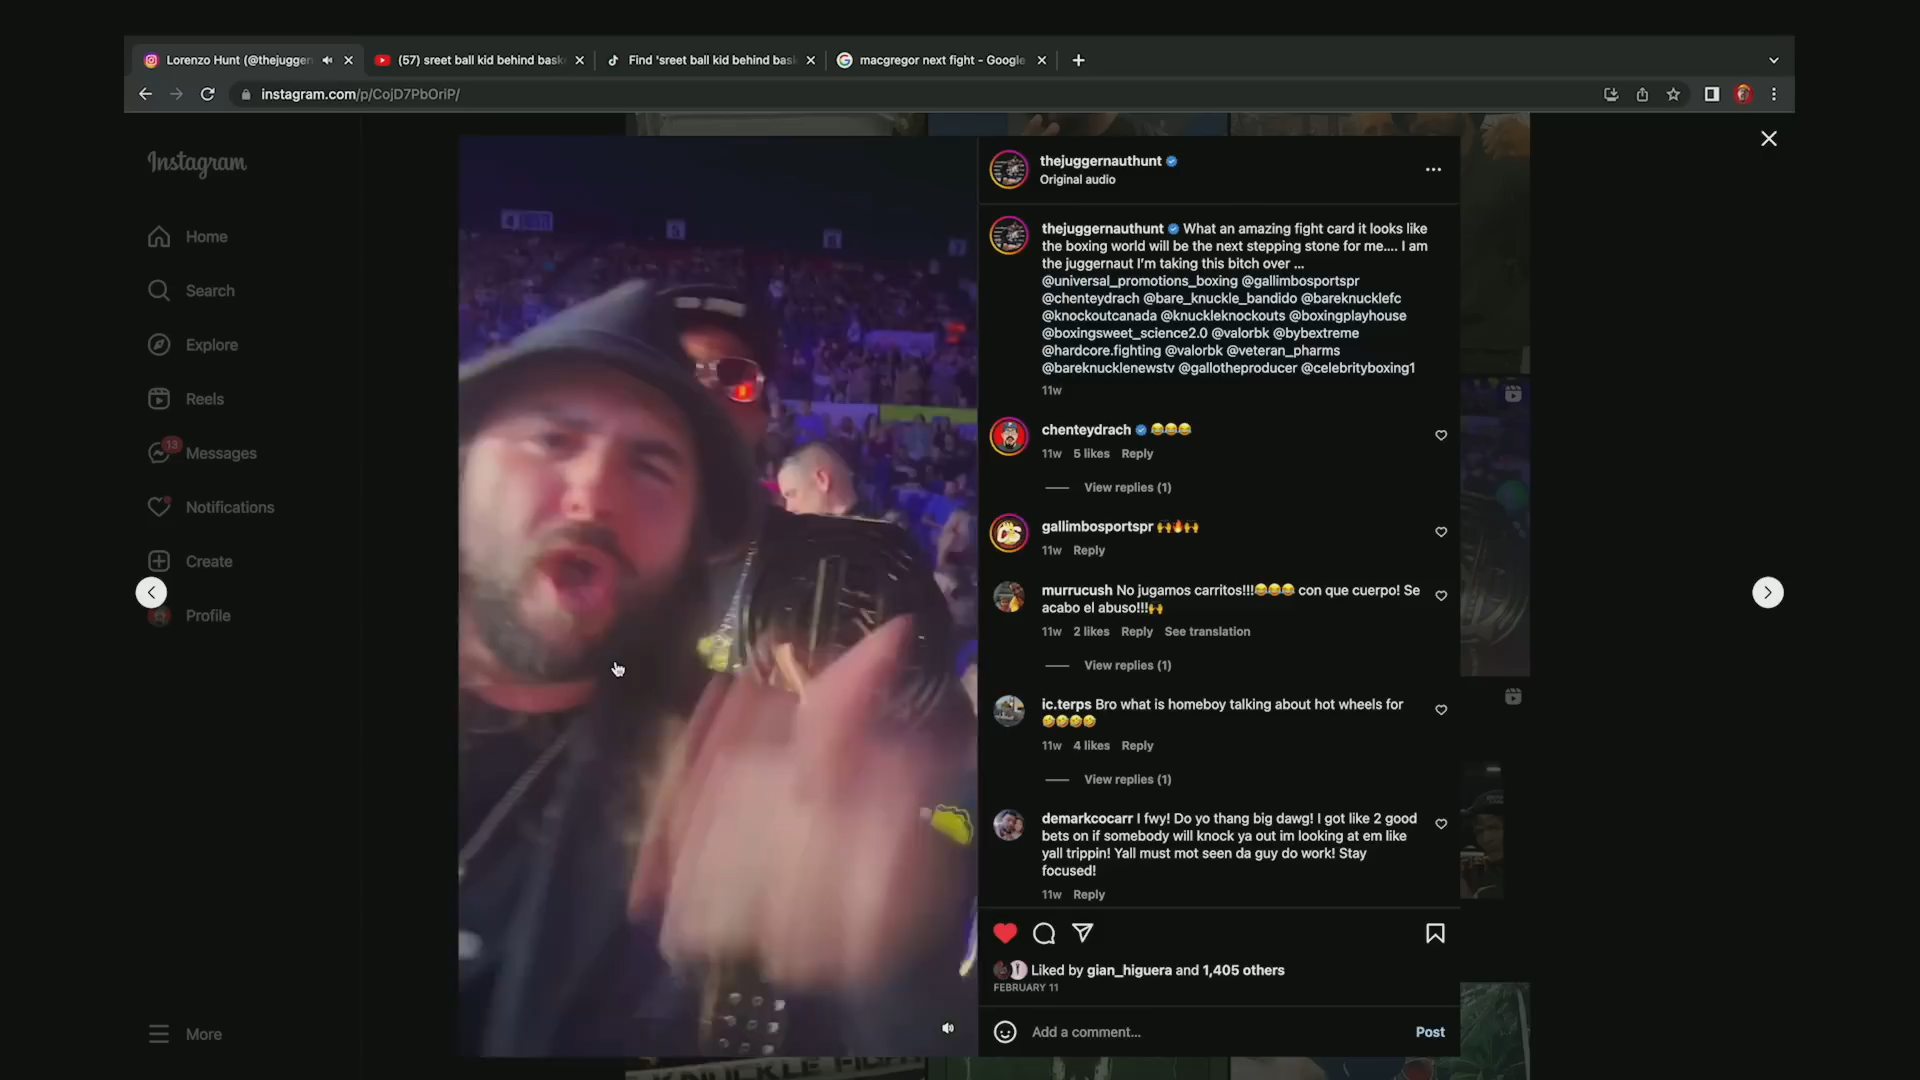 Lorenzo Hunt (@thejuggern
(57) sreet ball kid behind bask
Find 'sreet ball kid behind bas
macgregor next fight - Google
instagram.com/p/CojD7PbOriP/
Instagram
Home
Search
Explore
Reels
13
Messages
Notifications
Create
Profile
More
thejuggernauthunt
Original audio
thejuggernauthunt What an amazing fight card it looks like
the boxing world will be the next stepping stone for me.... I am
the juggernaut I'm taking this bitch over ...
@universal_promotions_boxing @gallimbosportspr
@chenteydrach @bare_knuckle_bandido @bareknucklefc
@knockoutcanada @knuckleknockouts @boxingplayhouse
@boxingsweet_science2.0 @valorbk @bybextreme
@hardcore.fighting @valorbk @veteran_pharms
@bareknucklenewstv @gallotheproducer @celebrityboxing1
11w
chenteydrach 😂😂😂
11w 5 likes Reply
View replies (1)
gallimbosportspr 🙌🔥🙌
11w Reply
murrucush No jugamos carritos!!!😂😂😂 con que cuerpo! Se
acabo el abuso!!!🙌
11w 2 likes Reply See translation
View replies (1)
ic.terps Bro what is homeboy talking about hot wheels for
🤣🤣🤣🤣
11w 4 likes Reply
View replies (1)
demarkcocarr I fwy! Do yo thang big dawg! I got like 2 good
bets on if somebody will knock ya out im looking at em like
yall trippin! Yall must mot seen da guy do work! Stay
focused!
11w Reply
Liked by gian_higuera and 1,405 others
FEBRUARY 11
Add a comment...
Post